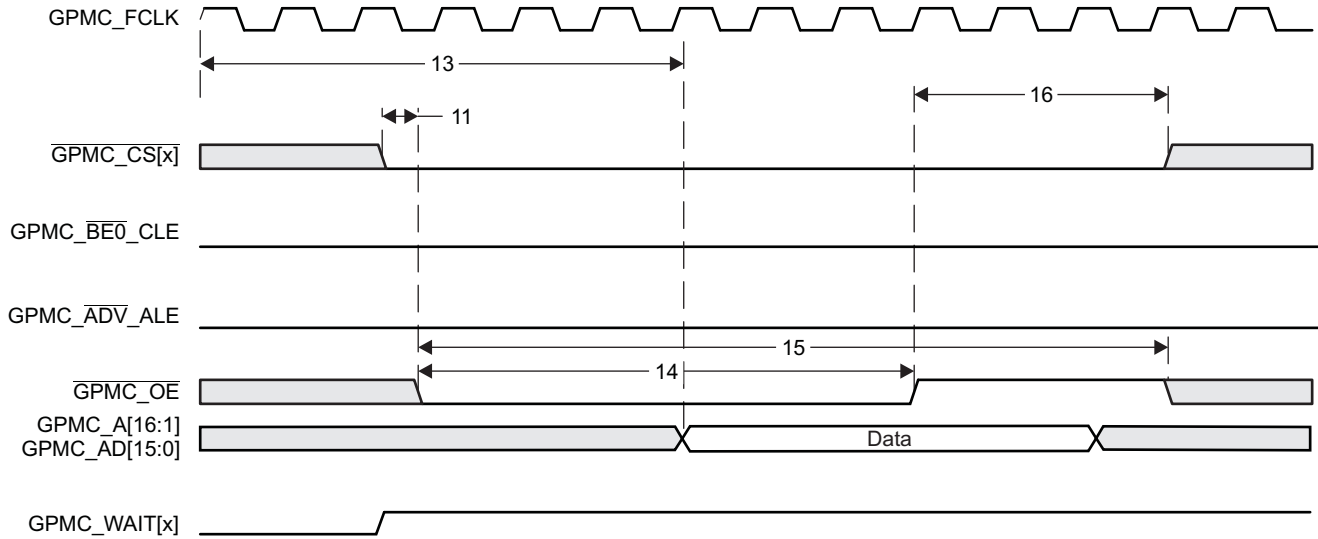 GPMC_FCLK
13
16
11
GPMC_CS[x]
GPMC_BE0_CLE
GPMC_ADV_ALE
15
14
GPMC_OE
GPMC_A[16:1]
GPMC_AD[15:0]
Data
GPMC_WAIT[x]